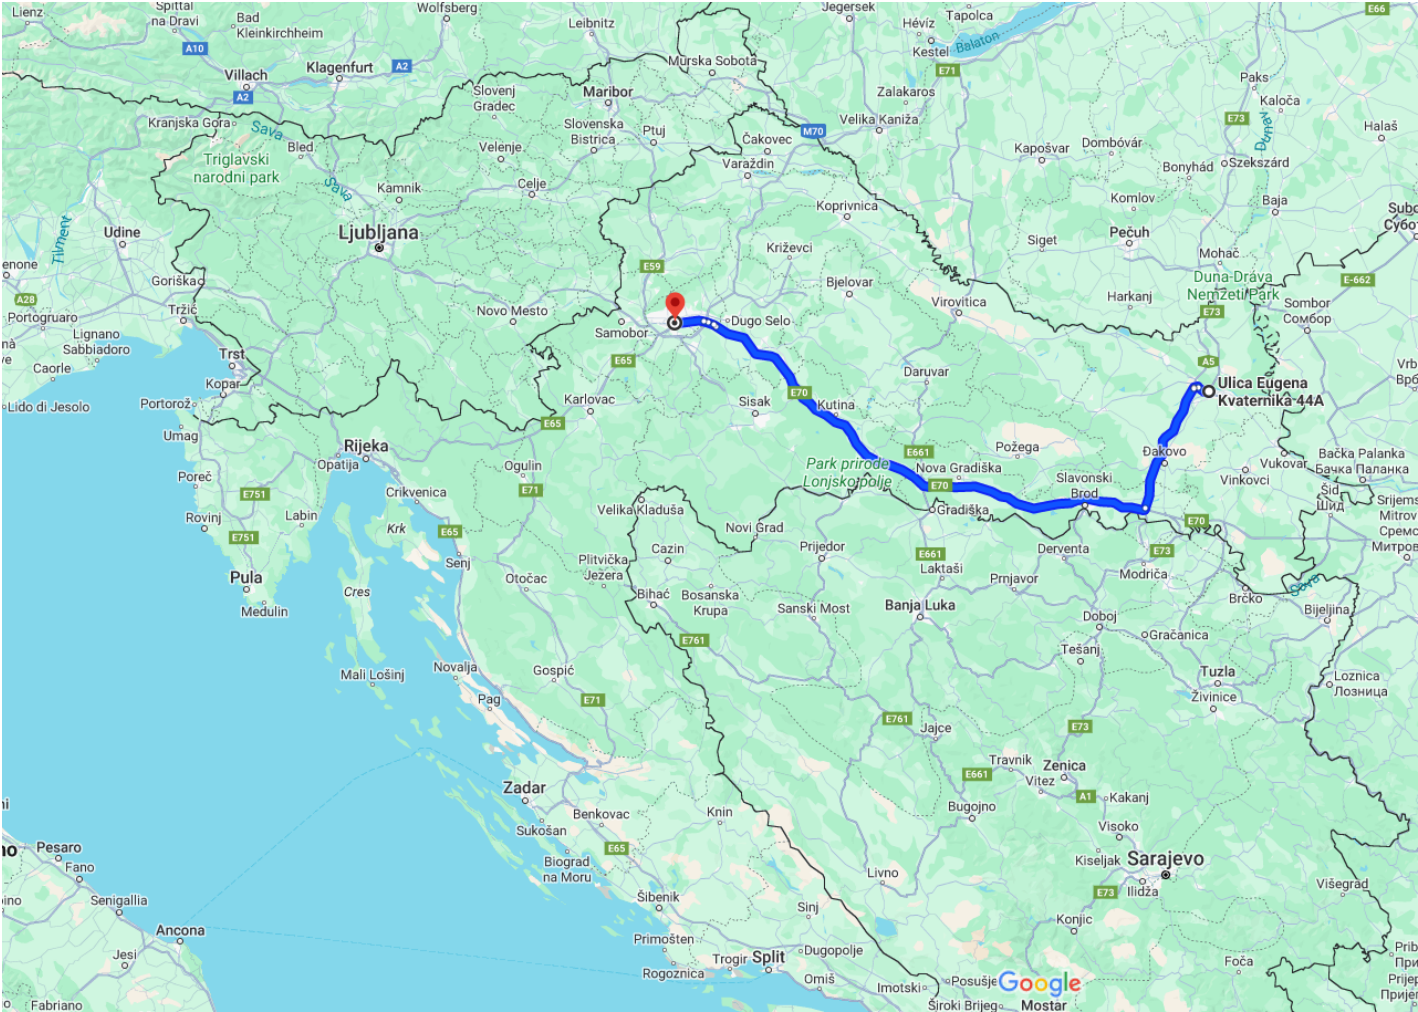 Lienz
Spittal
na Dravi
Bad
Kleinkirchheim
Wolfsberg
Leibnitz
Jegersek
Hévíz
Tapolca
E66
A10
Villach
Klagenfurt
A2
A2
Murska Sobota
Kestel
Balaton
E71
Paks
Kaloča
Kranjska Gora
Sava
Bled
Slovenj
Gradec
Maribor
Zalakaros
Velika Kaniža
M70
E73
Dunav
Halaš
Triglavski
narodni park
Velenje
Slovenska
Bistrica
Ptuj
Čakovec
Varaždin
Kapošvar
Dombóvár
Bonyhád
Szekszárd
Sava
Kamnik
Celje
Koprivnica
Komlov
Baja
Udine
Ljubljana
Križevci
Siget
Pečuh
Mohač
Goriška
E59
Bjelovar
Virovitica
Harkanj
Duna-Dráva
Nemzeti Park
E-662
A28
Portogruaro
Tržič
Novo Mesto
Samobor
Dugo Selo
E73
Sombor
Сомбор
Lignano
Sabbiadoro
Caorle
Trst
Kopar
E65
Daruvar
A5
Ulica Eugena
Kvaternika 44A
Lido di Jesolo
Portorož
Karlovac
Sisak
E70
Kutina
Umag
Rijeka
Opatija
E65
E661
Požega
Đakovo
Bačka Palanka
Бачка Паланка
Poreč
Ogulin
E71
Park prirode
Lonjsko polje
Nova Gradiška
E70
Slavonski
Brod
Vukovar
Vinkovci
E751
Crikvenica
Velika Kladuša
Gradiška
Šid
Шид
Rovinj
Labin
Krk
E65
Novi Grad
E70
E751
Pula
Senj
Plitvička
Jezera
Cazin
Prijedor
E661
Laktaši
Derventa
E73
Modriča
Sava
Medulin
Cres
Otočac
Bihać
Bosanska
Krupa
Sanski Most
Banja Luka
Prnjavor
Doboj
Brčko
Bijeljina
E761
Gračanica
Mali Lošinj
Novalja
Gospić
Tešanj
Tuzla
Živinice
Loznica
Лозница
Pag
E71
E761
Jajce
E73
Zadar
Travnik
Zenica
Vitez
E661
A1
Kakanj
Sukošan
Benkovac
Knin
Bugojno
Visoko
Pesaro
Fano
Biograd
na Moru
E65
Kiseljak
Sarajevo
Ilidža
Senigallia
Šibenik
Livno
E73
Višegrad
Ancona
Jesi
Primošten
Sinj
Konjic
Rogoznica
Trogir
Split
Dugopolje
Foča
Fabriano
Omiš
Imotski
Posušje
Google
Široki Brijeg
Mostar